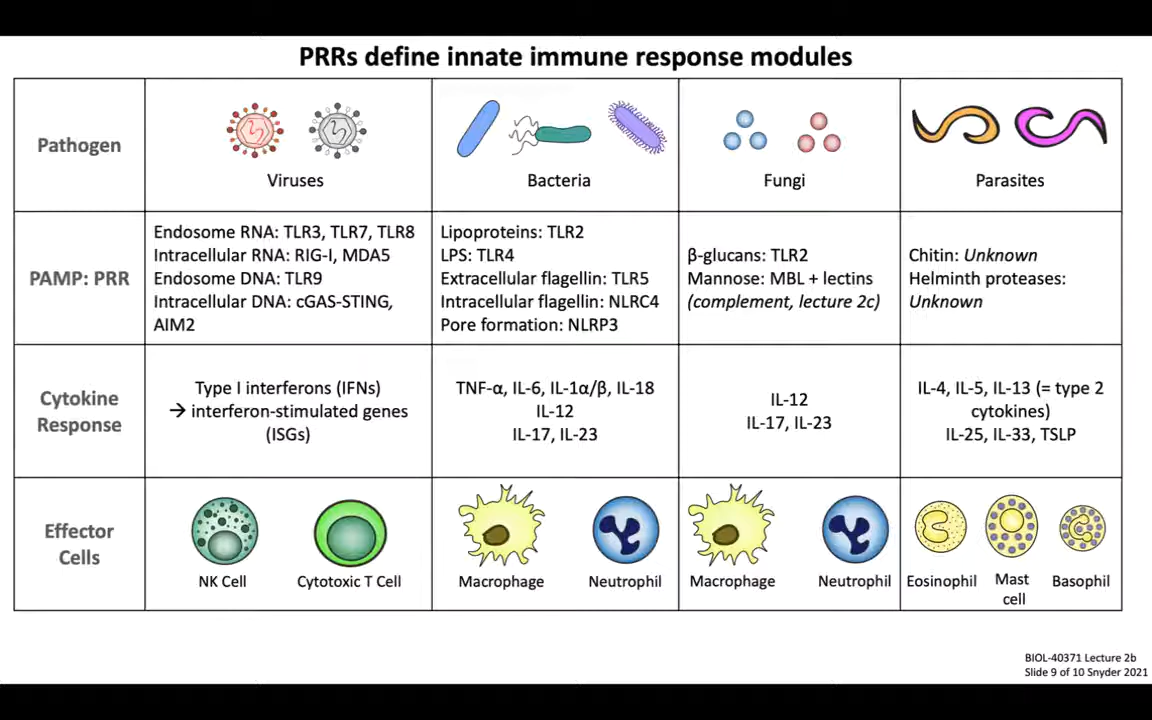 PRRs define innate immune response modules
Pathogen
Viruses
Bacteria
Fungi
Parasites
PAMP: PRR
Endosome RNA: TLR3, TLR7, TLR8
Intracellular RNA: RIG-I, MDA5
Endosome DNA: TLR9
Intracellular DNA: cGAS-STING,
AIM2
Lipoproteins: TLR2
LPS: TLR4
Extracellular flagellin: TLR5
Intracellular flagellin: NLRC4
Pore formation: NLRP3
β-glucans: TLR2
Mannose: MBL + lectins
(complement, lecture 2c)
Chitin: Unknown
Helminth proteases:
Unknown
Cytokine
Response
Type I interferons (IFNs)
→ interferon-stimulated genes
(ISGs)
TNF-α, IL-6, IL-1α/β, IL-18
IL-12
IL-17, IL-23
IL-12
IL-17, IL-23
IL-4, IL-5, IL-13 (= type 2
cytokines)
IL-25, IL-33, TSLP
Effector
Cells
NK Cell
Cytotoxic T Cell
Macrophage
Neutrophil
Macrophage
Neutrophil
Eosinophil
Mast
cell
Basophil
BIOL-40371 Lecture 2b
Slide 9 of 10 Snyder 2021